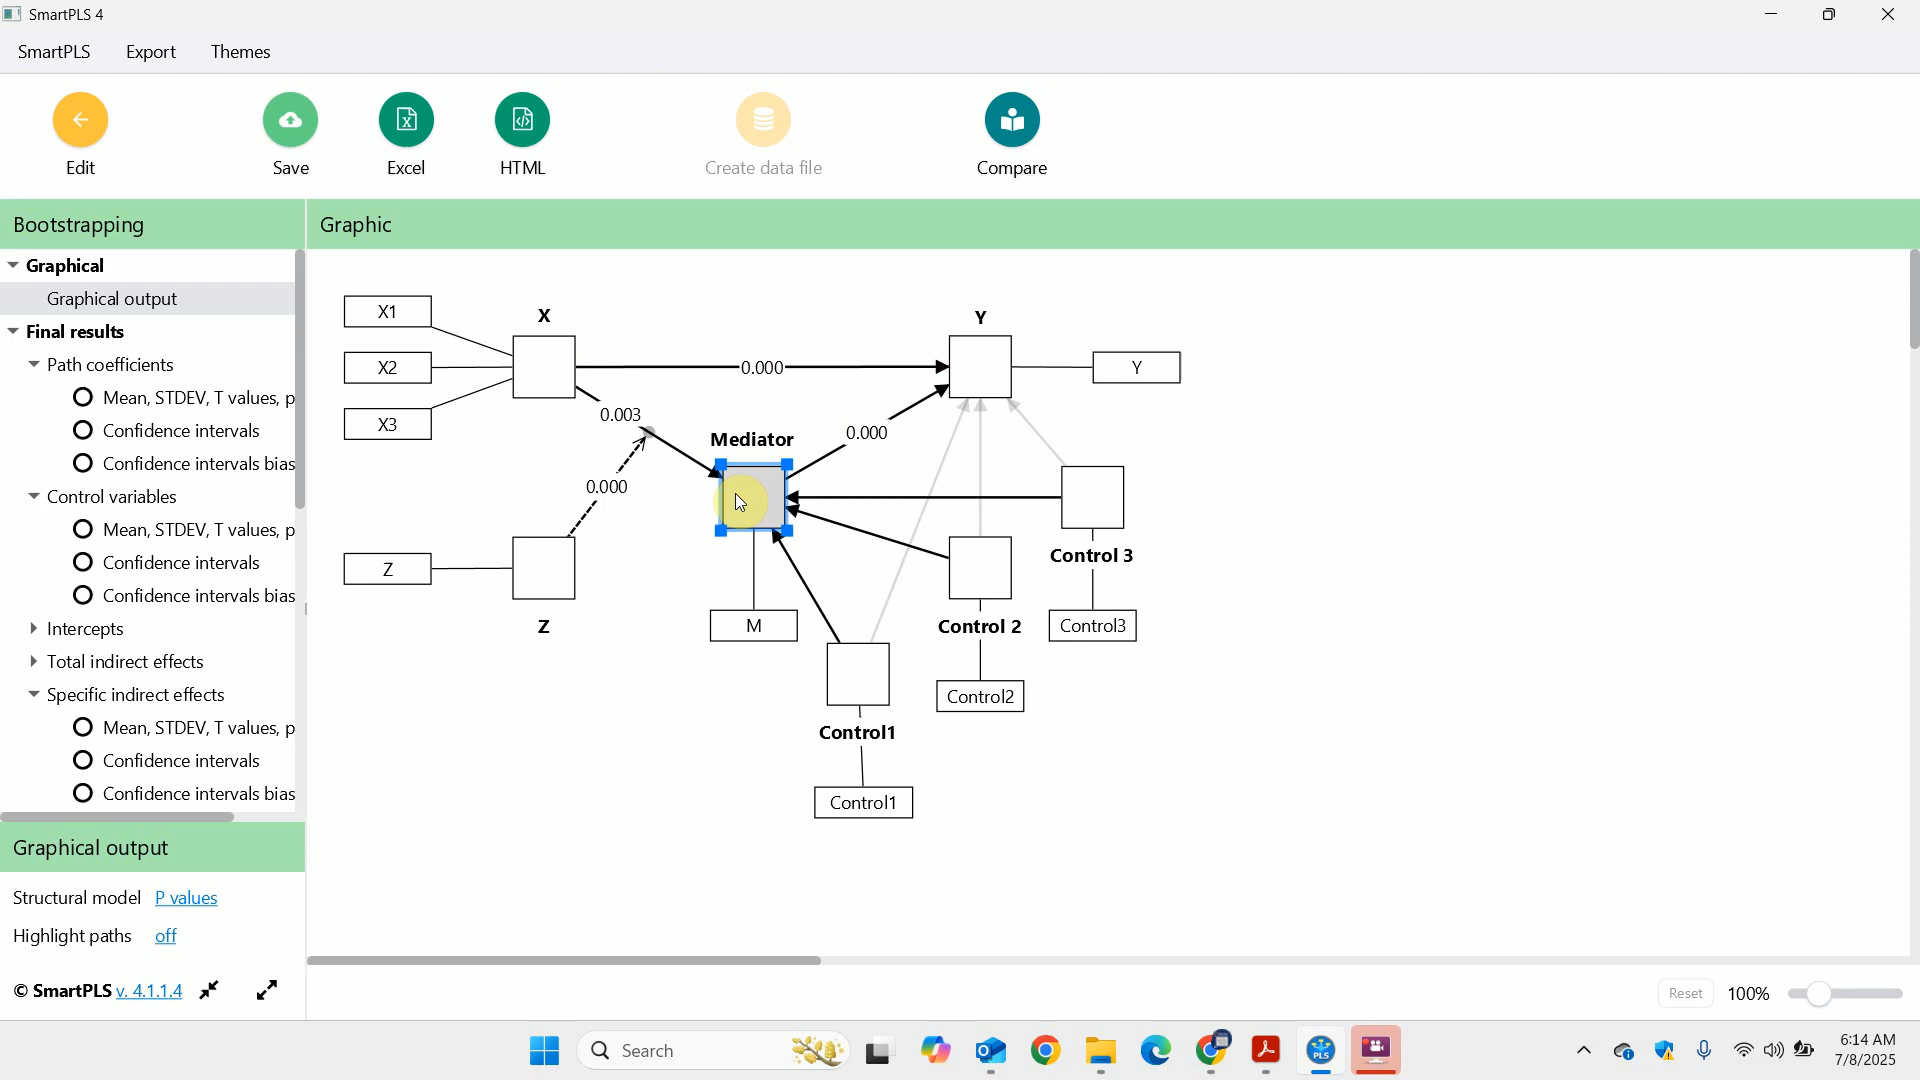 SmartPLS 4
SmartPLS Export Themes
Edit Save Excel HTML Create data file Compare
Bootstrapping
Graphical
Graphical output
Final results
Path coefficients
Mean, STDEV, T values, p
Confidence intervals
Confidence intervals bias
Control variables
Mean, STDEV, T values, p
Confidence intervals
Confidence intervals bias
Intercepts
Total indirect effects
Specific indirect effects
Mean, STDEV, T values, p
Confidence intervals
Confidence intervals bias
Graphical output
Structural model P values
Highlight paths off
© SmartPLS v. 4.1.1.4
Graphic
X1
X Y
X2 0.000 Y
X3 0.003
Mediator 0.000
0.000
Control 3
Z
Z M Control 2 Control3
Control2
Control1
Control1
Reset 100%
Search
PLS
6:14 AM
7/8/2025